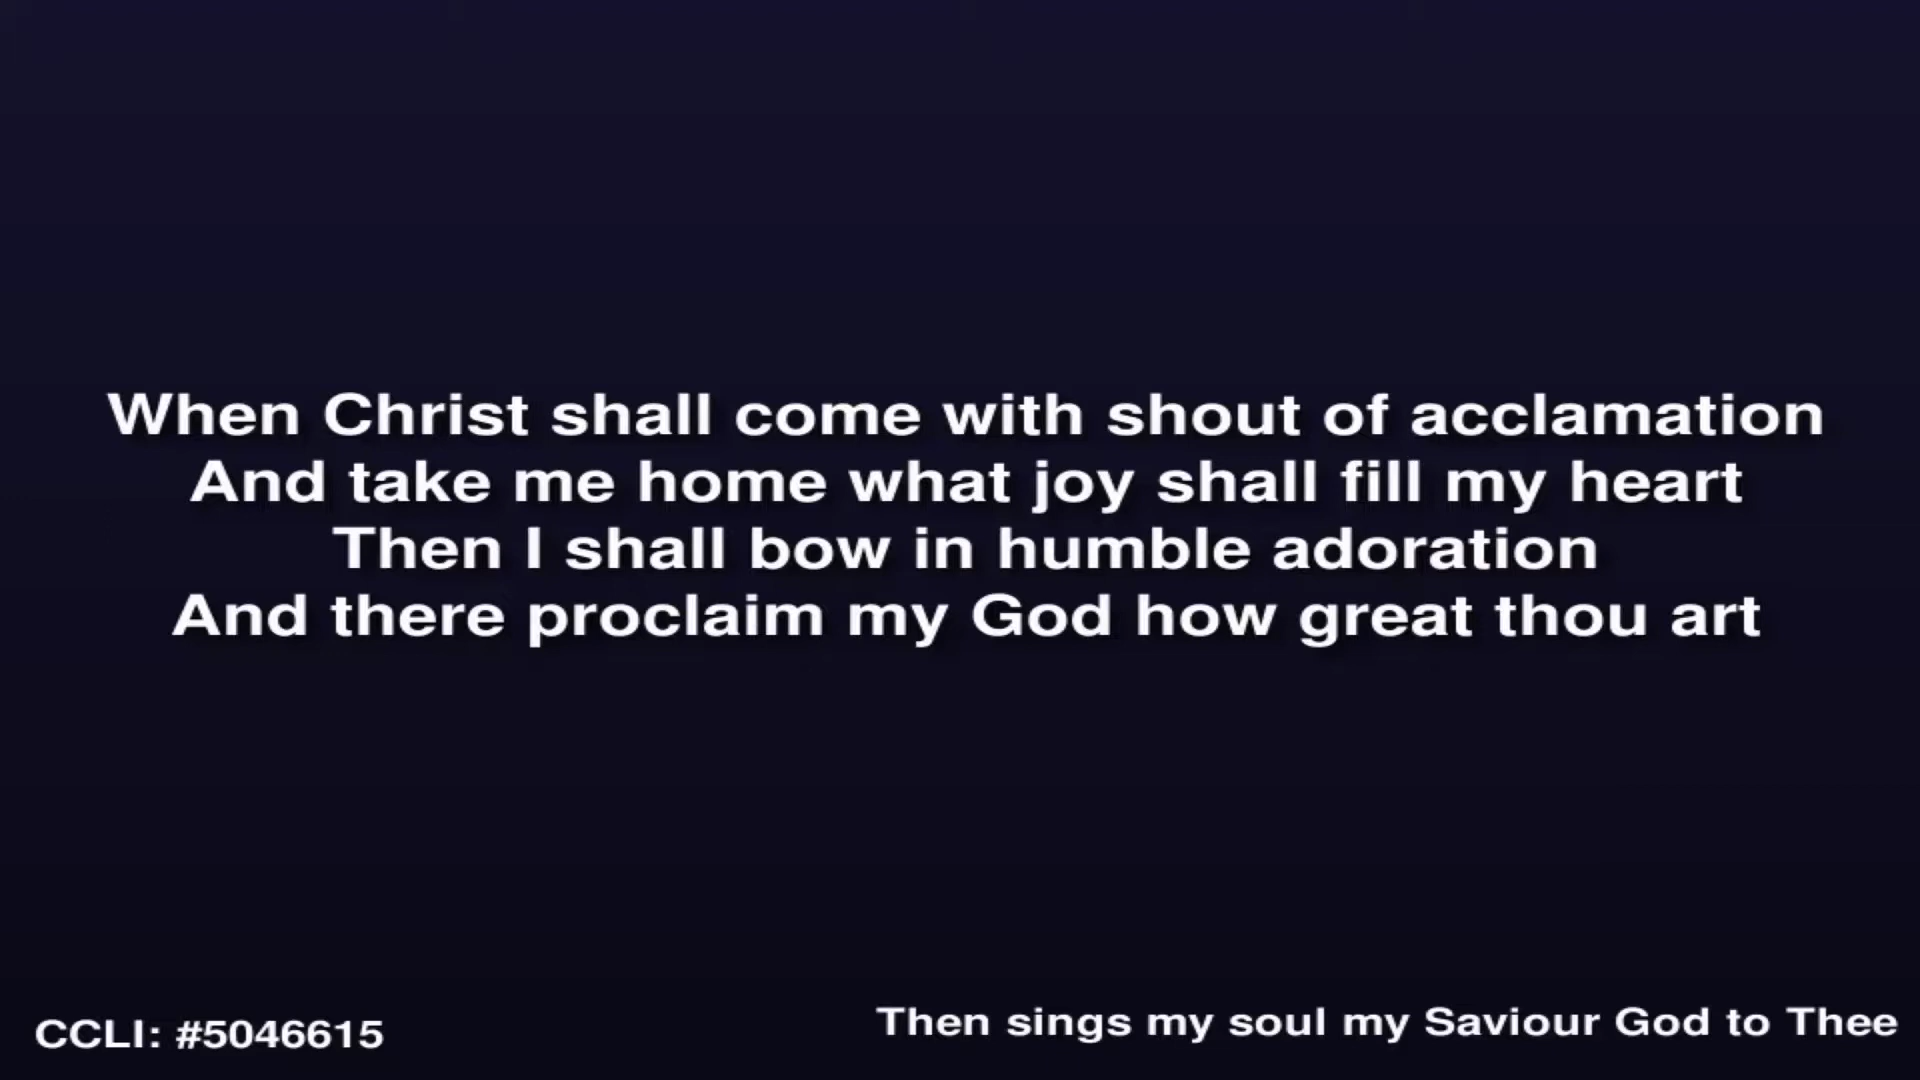 When Christ shall come with shout of acclamation
And take me home what joy shall fill my heart
Then I shall bow in humble adoration
And there proclaim my God how great thou art
CCLI: #5046615
Then sings my soul my Saviour God to Thee